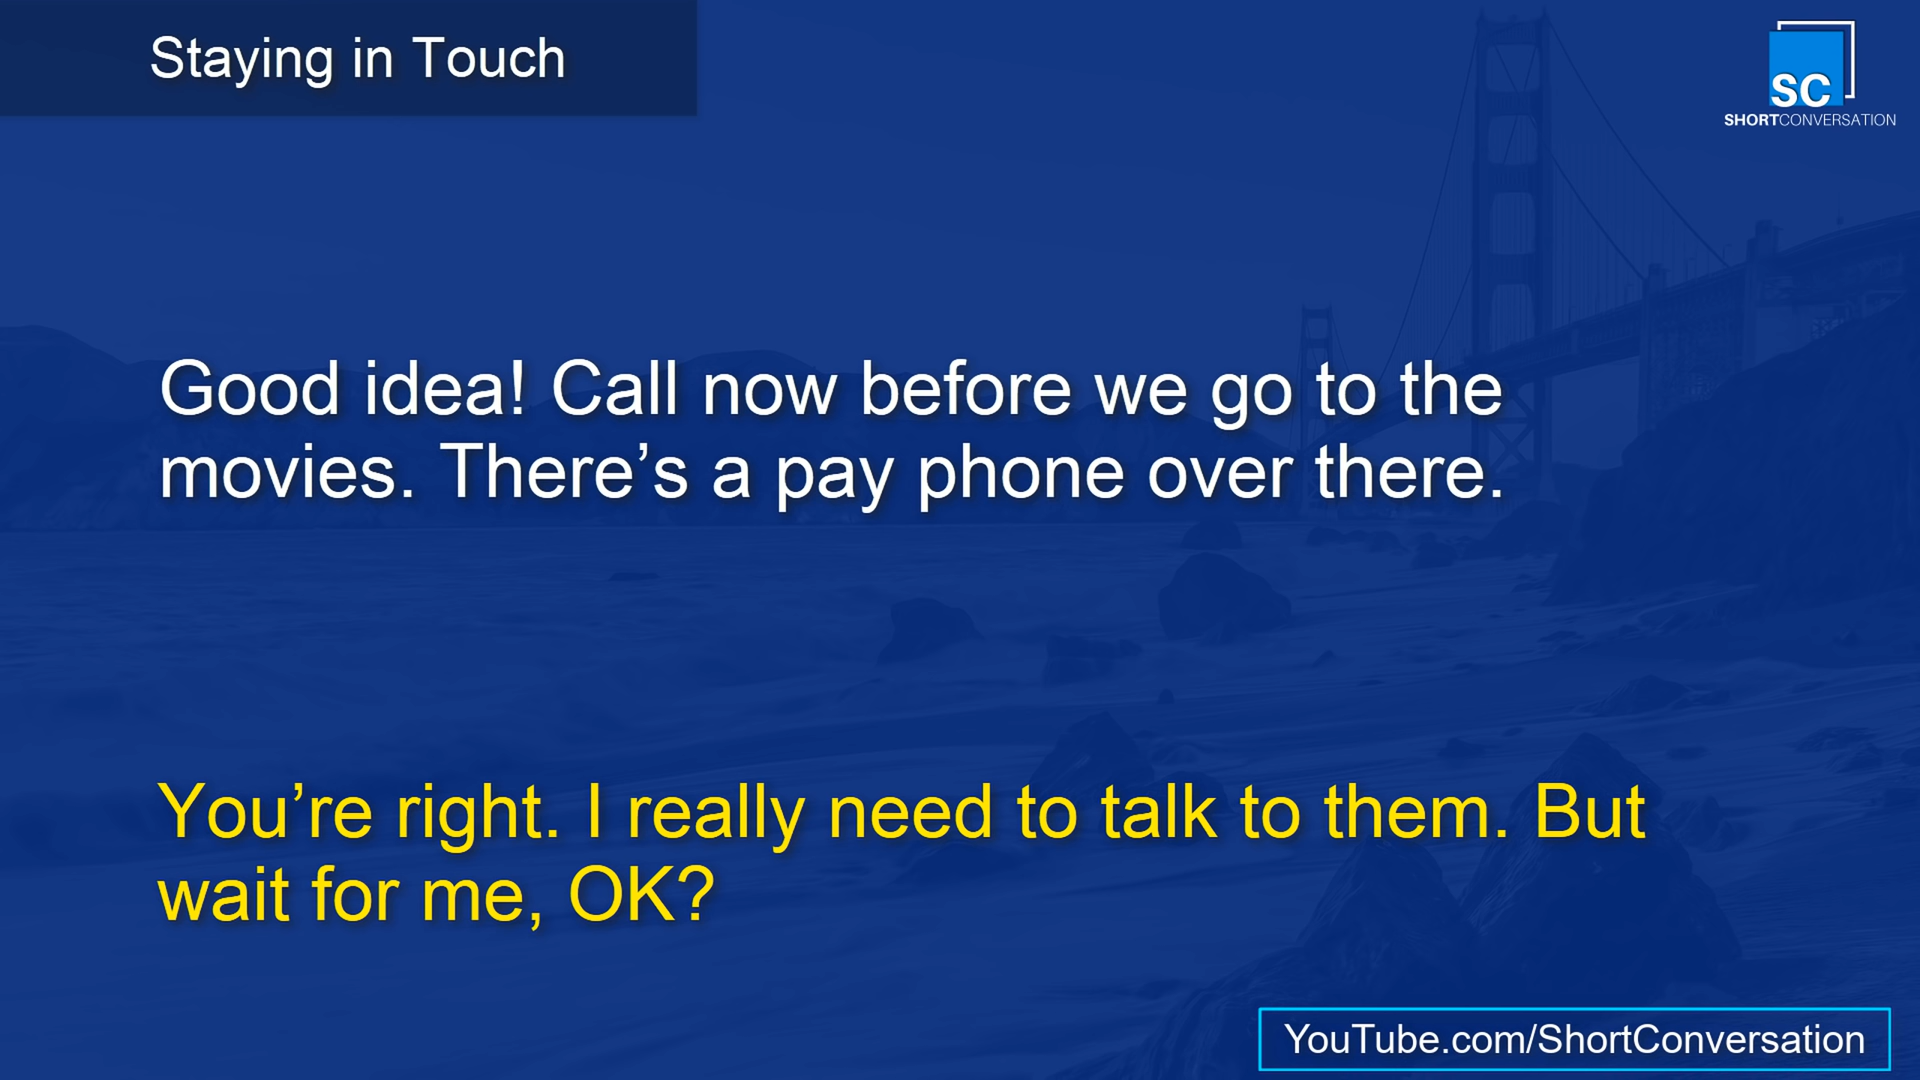 Staying in Touch
SC
SHORTCONVERSATION
Good idea! Call now before we go to the
movies. There’s a pay phone over there.
You’re right. I really need to talk to them. But
wait for me, OK?
YouTube.com/ShortConversation